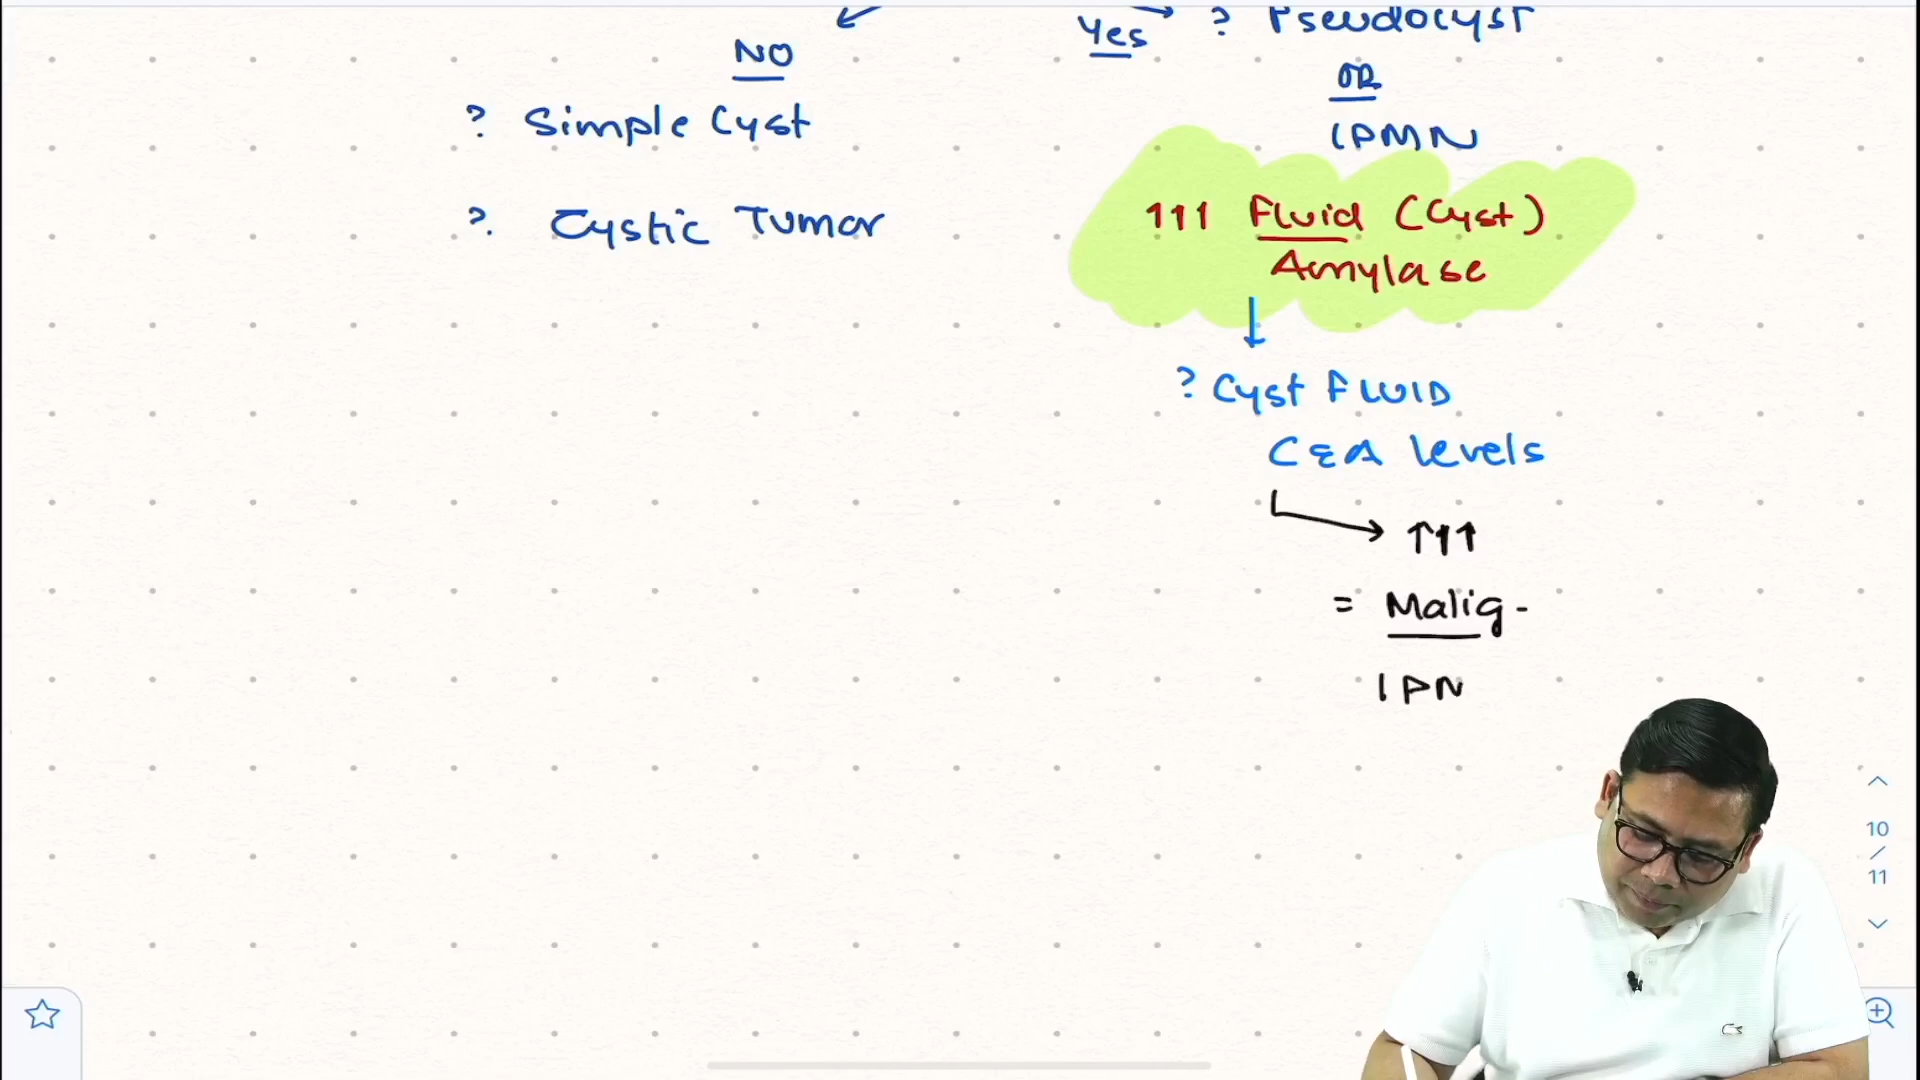 NO
? Simple Cyst
? Cystic Tumor
Yes
? Pseudocyst
OR
IPMN
↑↑↑ Fluid (Cyst)
Amylase
↓
? Cyst FLUID
CEA levels
→ ↑↑↑
= Malig -
IPN
10
/
11